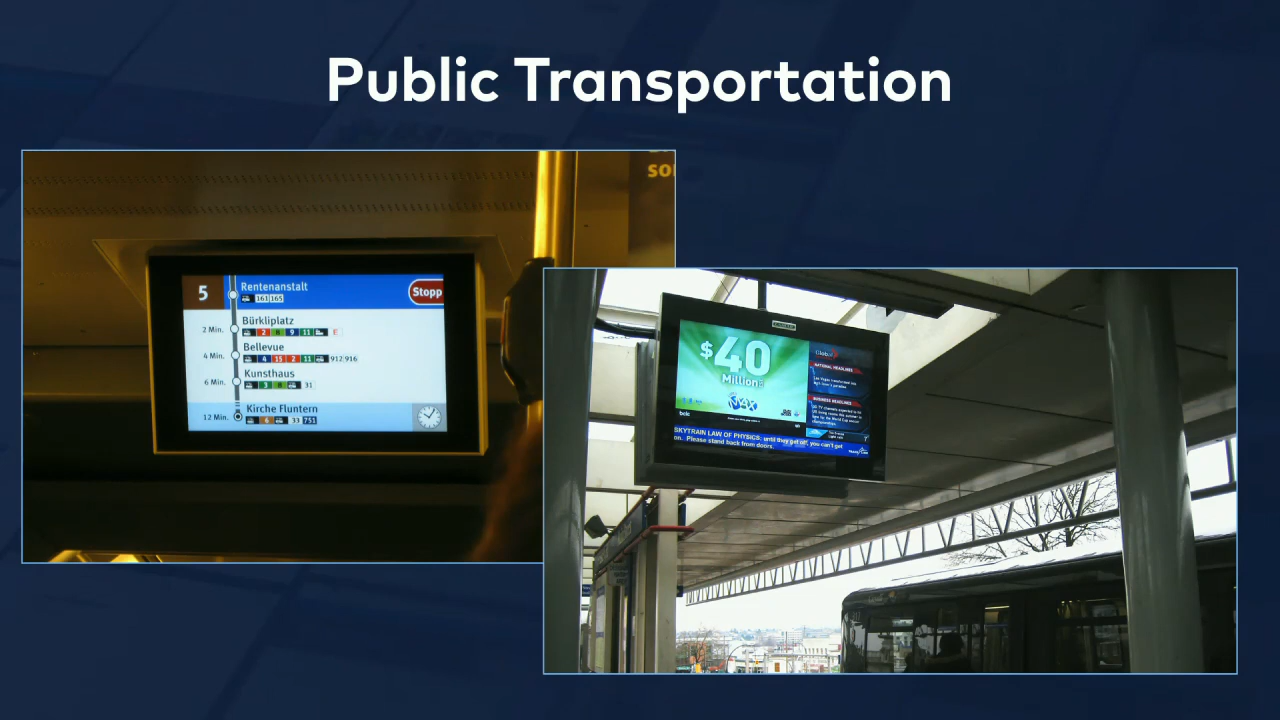 Public Transportation
so
5
Rentenanstalt
161 165
Stopp
2 Min.
Bürkliplatz
2 8 9 11
4 Min.
Bellevue
4 15 2 11 912 916
6 Min.
Kunsthaus
3 8 31
12 Min.
Kirche Fluntern
6 33 751
$40
Million
MAX
Global
NATIONAL HEADLINES
BUSINESS HEADLINES
SKYTRAIN LAW OF PHYSICS: until they get off, you can't get
on. Please stand back from doors.